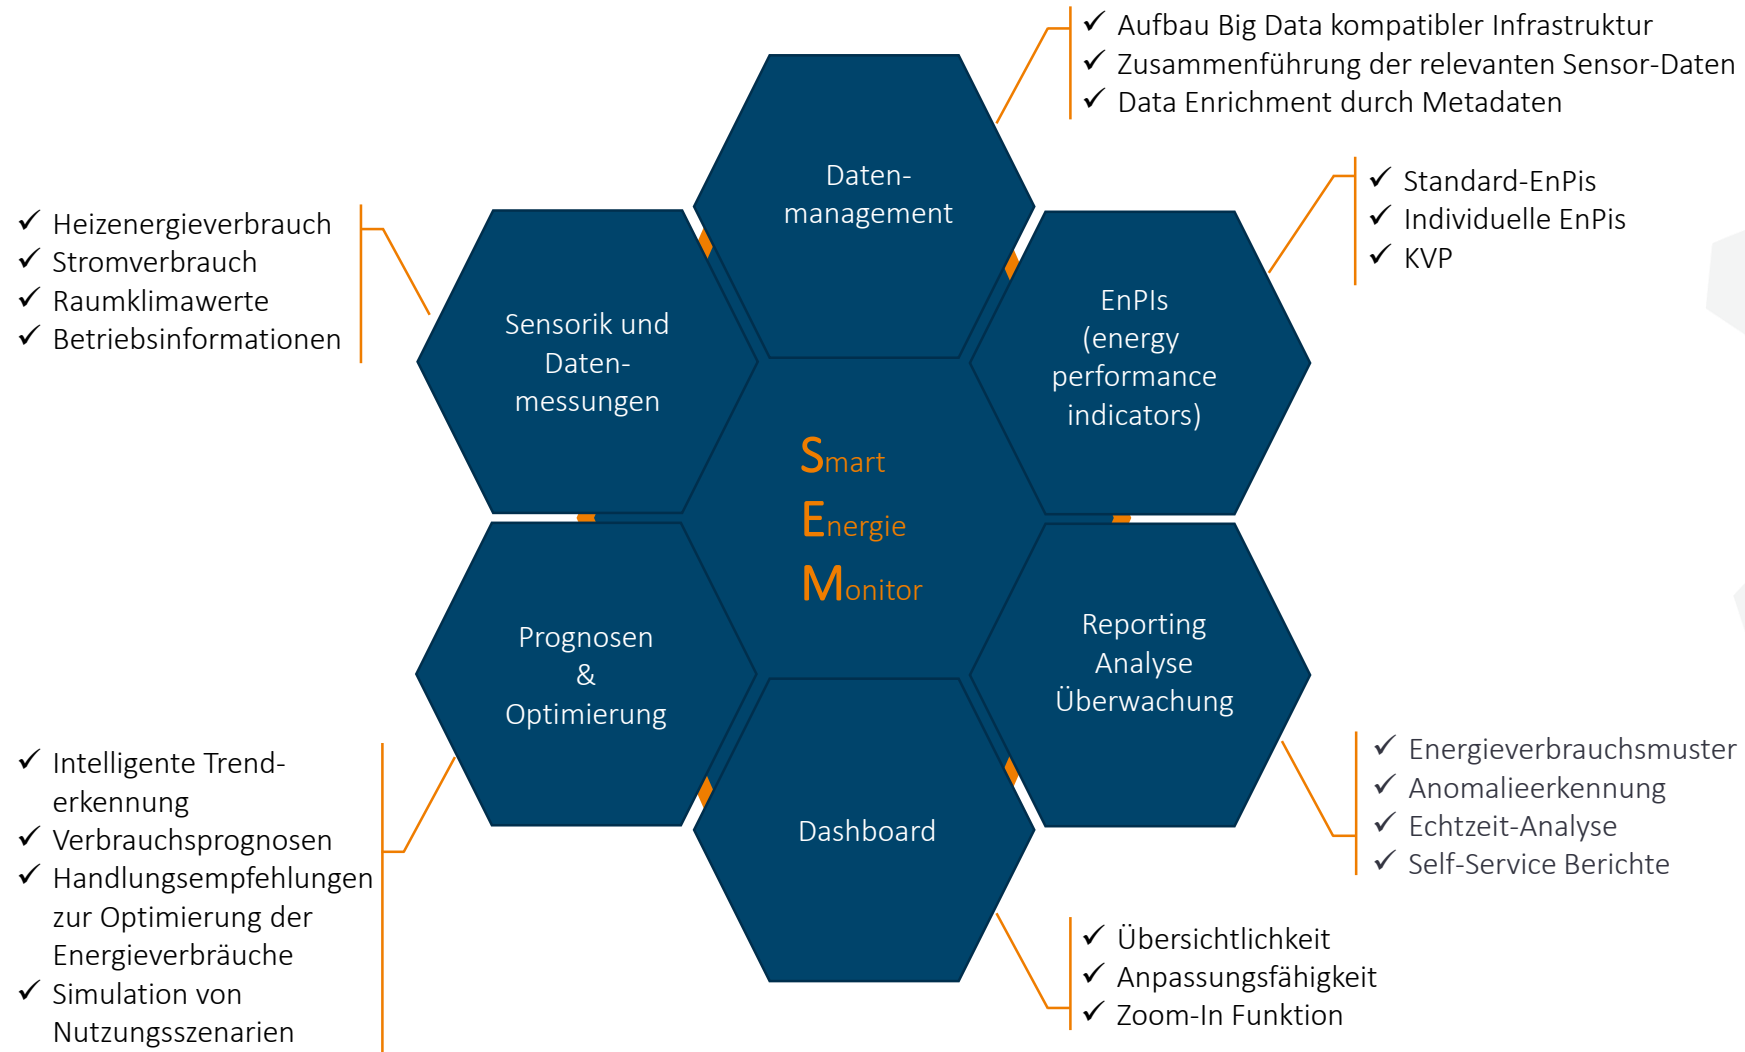 Aufbau Big Data kompatibler Infrastruktur
Zusammenführung der relevanten Sensor-Daten
Data Enrichment durch Metadaten
Daten-
management
Standard-EnPis
Individuelle EnPis
KVP
Heizenergieverbrauch
Stromverbrauch
Raumklimawerte
Betriebsinformationen
Sensorik und
Daten-
messungen
EnPIs
(energy
performance
indicators)
Smart
Energie
Monitor
Prognosen
&
Optimierung
Reporting
Analyse
Überwachung
Intelligente Trend-
erkennung
Verbrauchsprognosen
Handlungsempfehlungen
zur Optimierung der
Energieverbräuche
Simulation von
Nutzungsszenarien
Dashboard
Energieverbrauchsmuster
Anomalieerkennung
Echtzeit-Analyse
Self-Service Berichte
Übersichtlichkeit
Anpassungsfähigkeit
Zoom-In Funktion